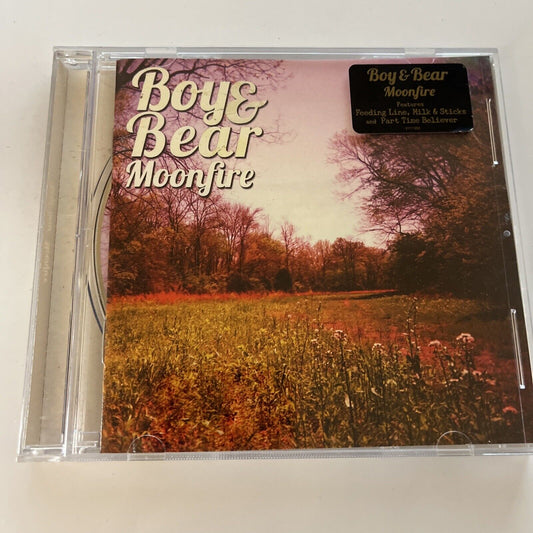 Boy &
Bear
Moonfire
Boy & Bear
Moonfire
Features
Feeding Line, Milk & Sticks
and Part Time Believer